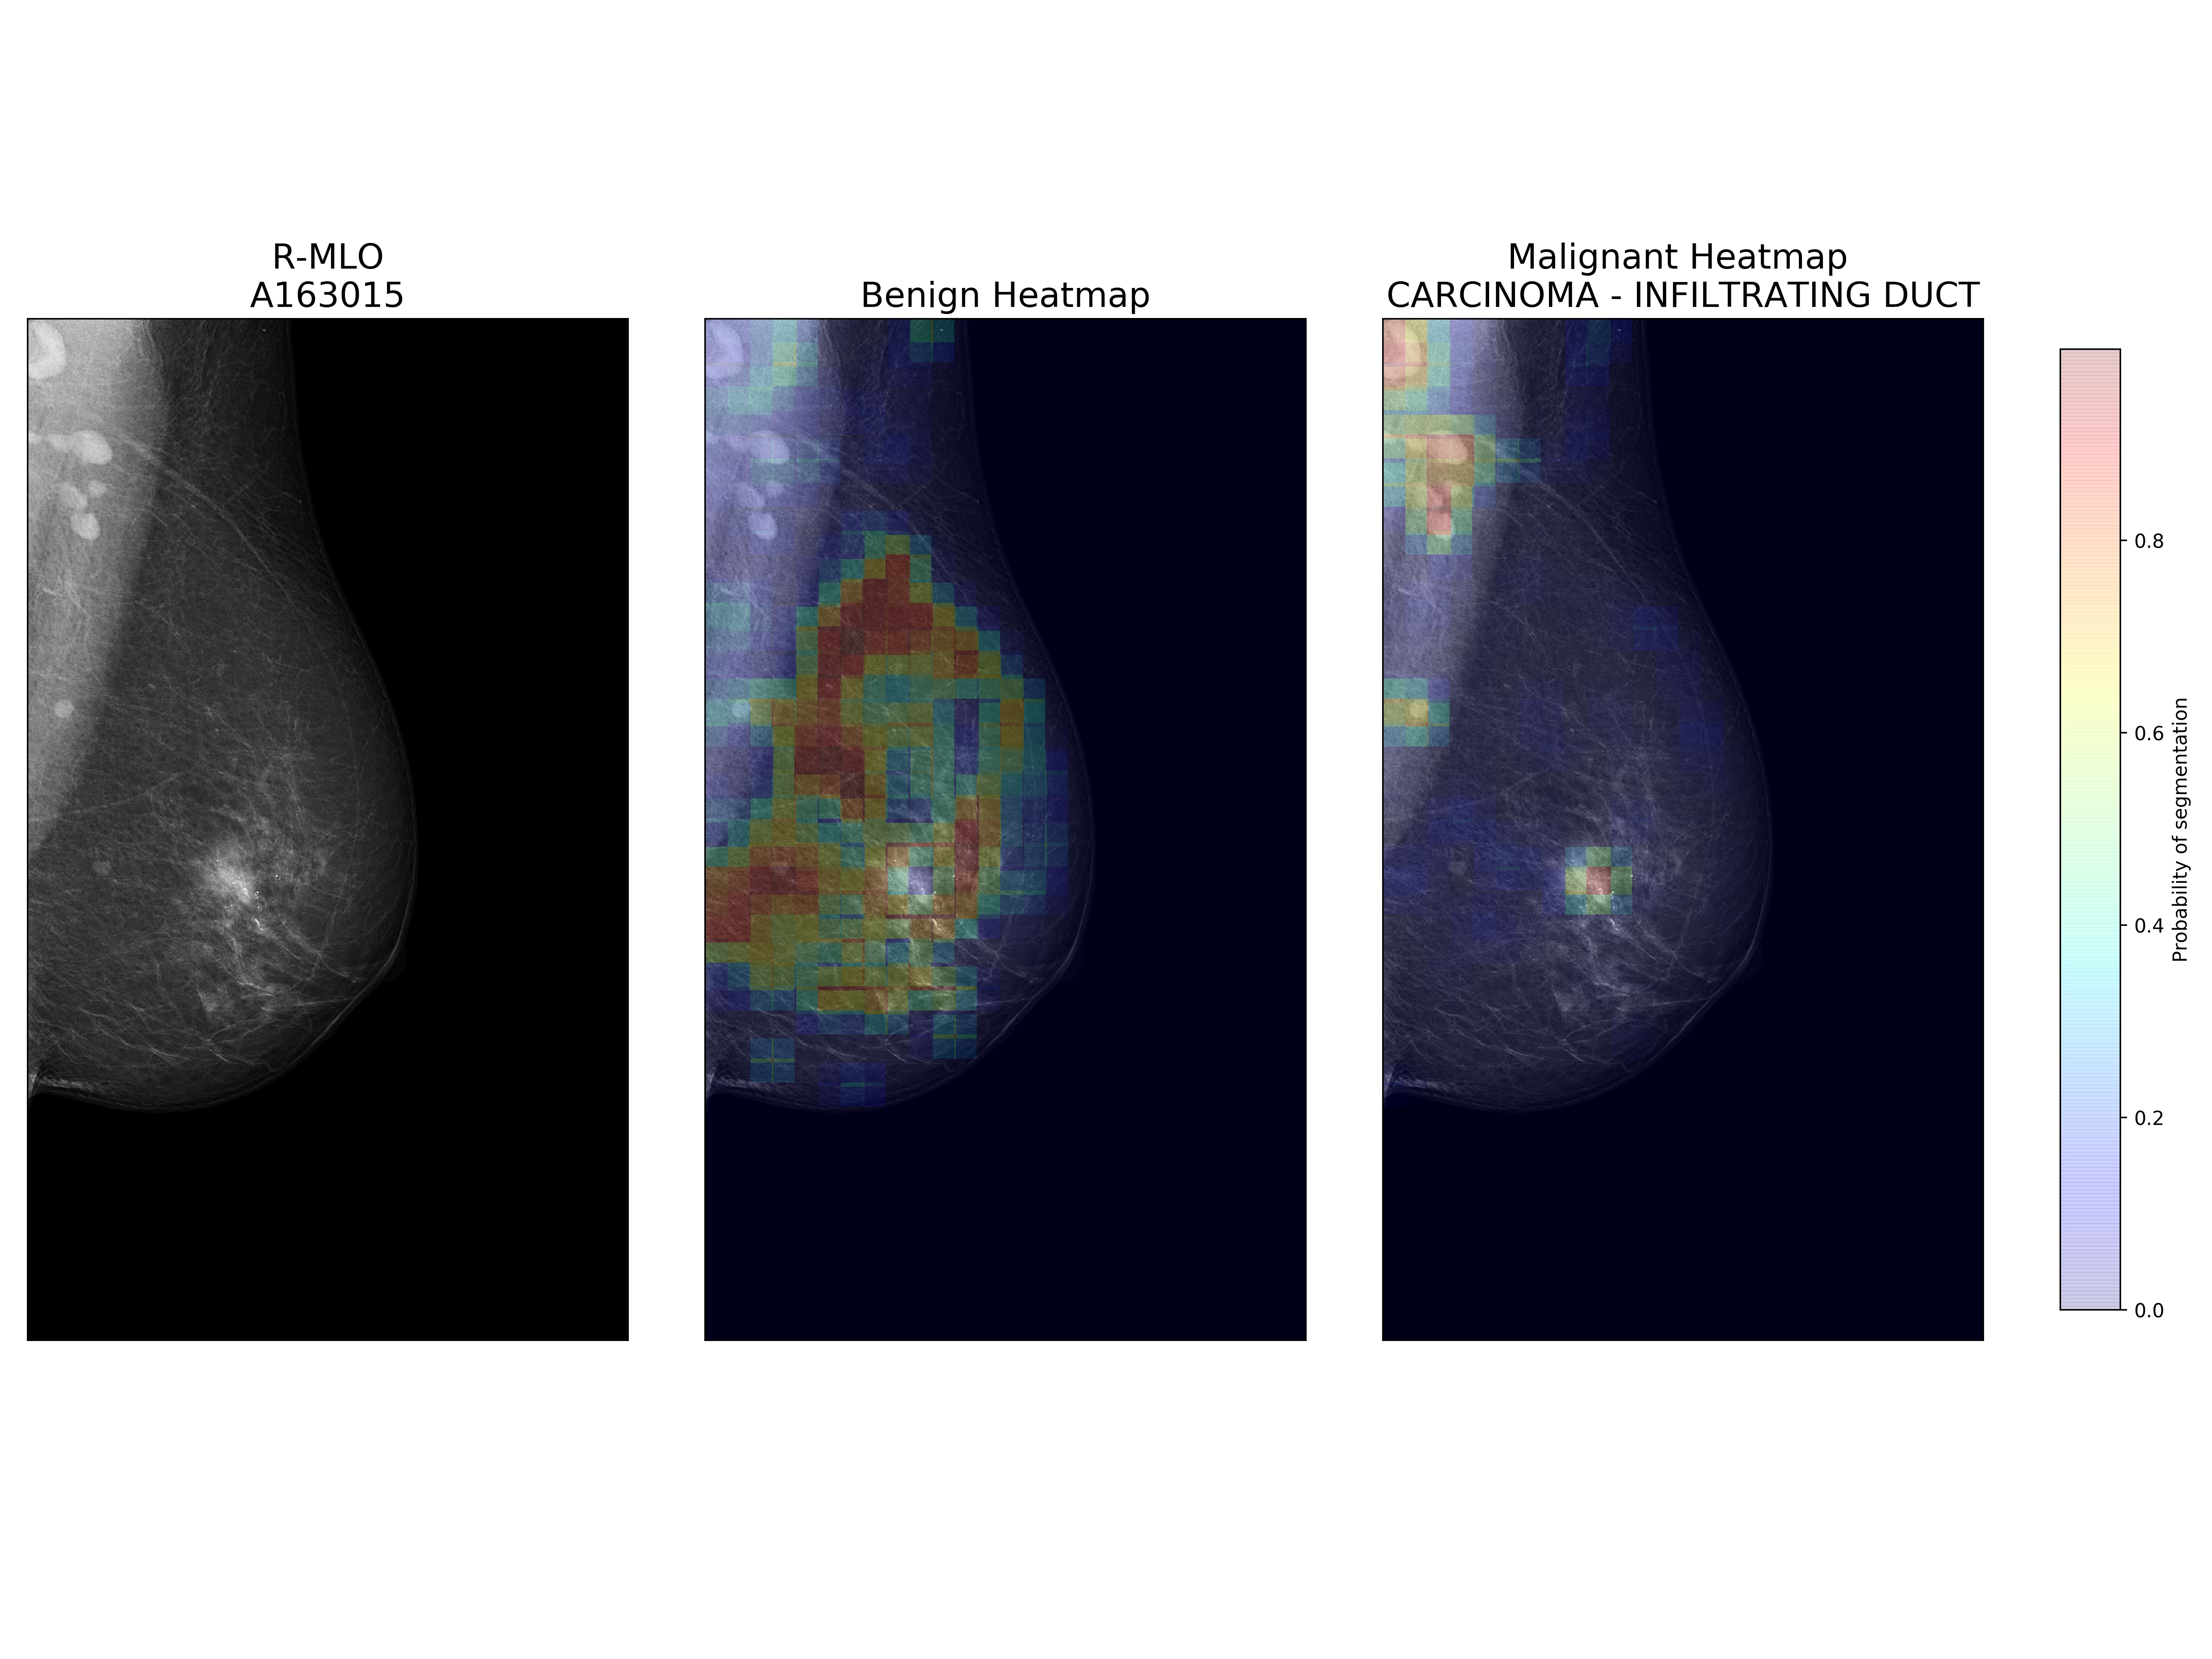 R-MLO
A163015
Benign Heatmap
Malignant Heatmap
CARCINOMA - INFILTRATING DUCT
0.8
0.6
0.4
0.2
0.0
Probability of segmentation